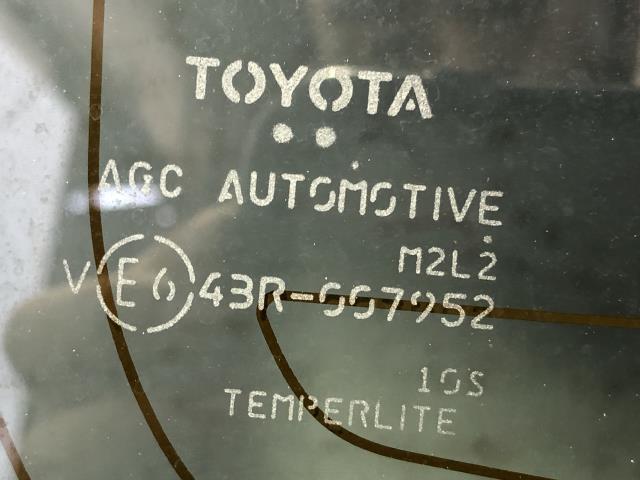 TOYOTA
AGC AUTOMOTIVE
M2L2
V E6 43R-007952
10S
TEMPERLITE